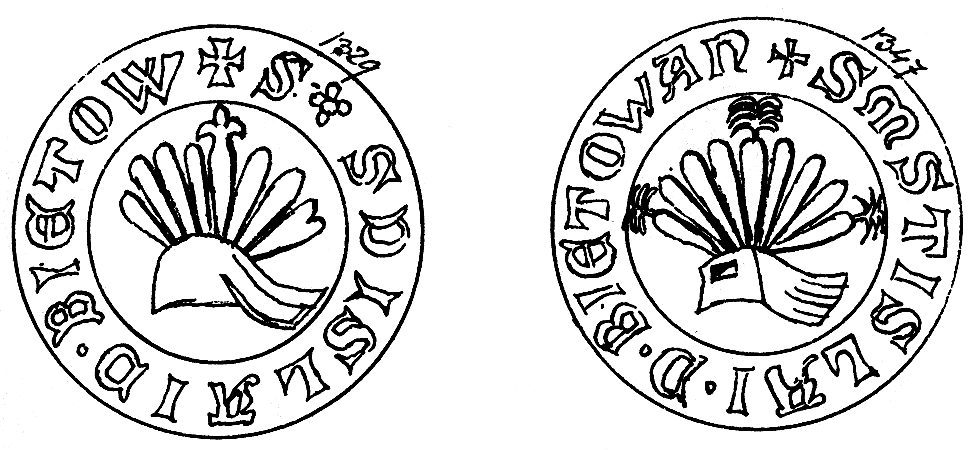 ✠ S ✿ SDISLAI D · BIETOW
1329
✠ S MSTISLAI · D · BIETOWAN
1347